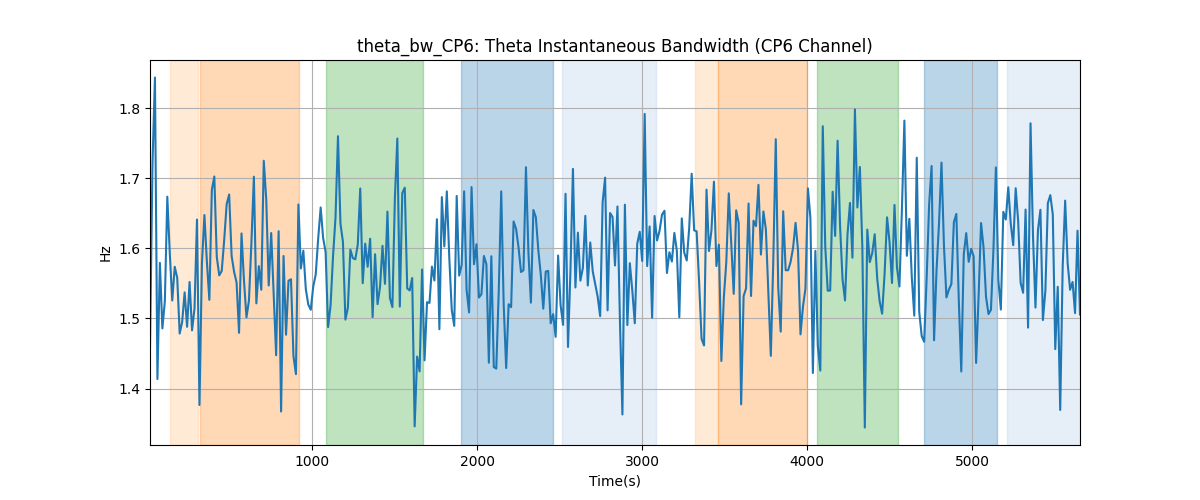 theta_bw_CP6: Theta Instantaneous Bandwidth (CP6 Channel)
Hz
1.8
1.7
1.6
1.5
1.4
1000 2000 3000 4000 5000
Time(s)